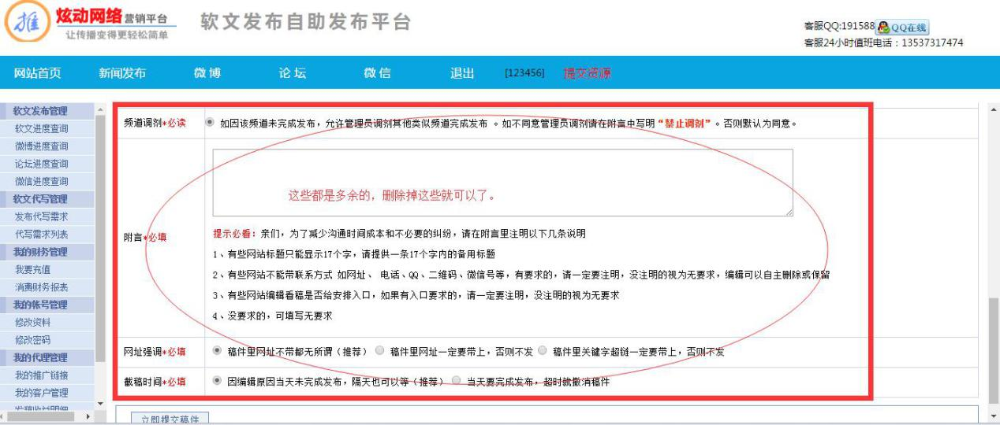 推 炫动网络营销平台 软文发布自助发布平台
让传播变得更轻松简单
客服QQ:191588 QQ在线
客服24小时值班电话：13537317474
网站首页 新闻发布 微博 论坛 微信 退出 [123456] 提交资源
软文发布管理
软文进度查询
微博进度查询
论坛进度查询
微信进度查询
软文代写管理
发布代写需求
代写需求列表
我的财务管理
我要充值
消费财务报表
我的帐号管理
修改资料
修改密码
我的代理管理
我的推广链接
我的客户管理
发稿收益明细
频道调剂*必读 如因该频道未完成发布，允许管理员调剂其他类似频道完成发布 。如不同意管理员调剂请在附言中写明“禁止调剂”。否则默认为同意。
这些都是多余的，删除掉这些就可以了。
附言*必填
提示必看：亲们，为了减少沟通时间成本和不必要的纠纷，请在附言里注明以下几条说明
1、有些网站标题只能显示17个字，请提供一条17个字内的备用标题
2、有些网站不能带联系方式 如网址、 电话、QQ、二维码、微信号等，有要求的，请一定要注明，没注明的视为无要求，编辑可以自主删除或保留
3、有些网站编辑看稿是否给安排入口，如果有入口要求的，请一定要注明，没注明的视为无要求
4、没要求的，可填写无要求
网址强调*必填 稿件里网址不带都无所谓（推荐） 稿件里网址一定要带上，否则不发 稿件里关键字超链一定要带上，否则不发
截稿时间*必填 因编辑原因当天未完成发布，隔天也可以等（推荐） 当天要完成发布，超时就撤消稿件
立即提交稿件